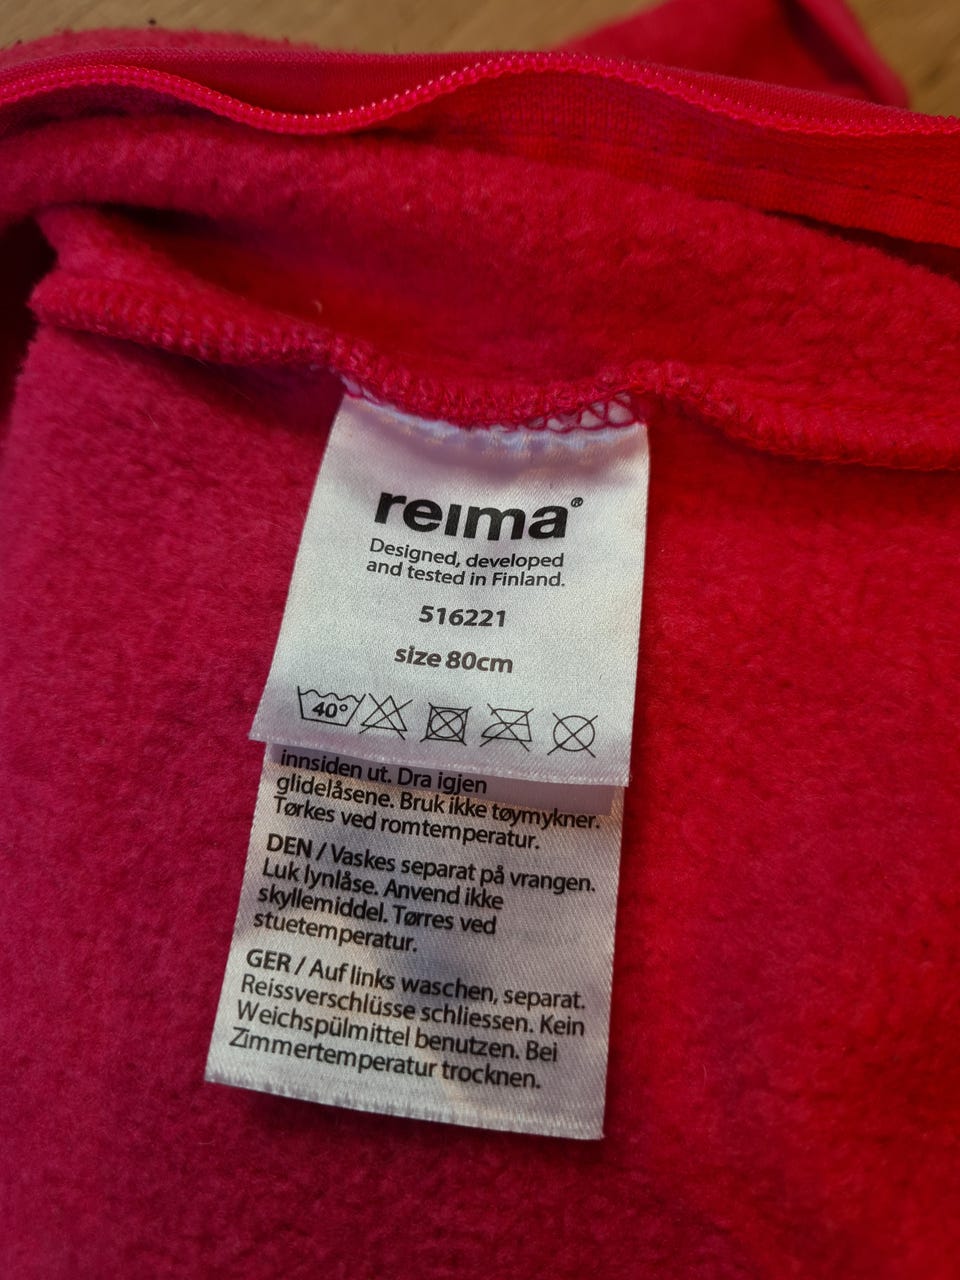 reima®
Designed, developed
and tested in Finland.
516221
size 80cm
40°
innsiden ut. Dra igjen
glidelåsene. Bruk ikke tøymykner.
Tørkes ved romtemperatur.
DEN / Vaskes separat på vrangen.
Luk lynlåse. Anvend ikke
skyllemiddel. Tørres ved
stuetemperatur.
GER / Auf links waschen, separat.
Reissverschlüsse schliessen. Kein
Weichspülmittel benutzen. Bei
Zimmertemperatur trocknen.